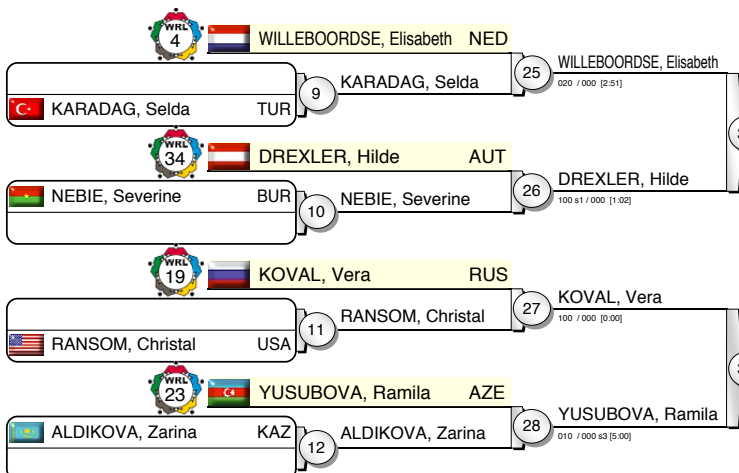 WRL
4
WILLEBOORDSE, Elisabeth NED
9 KARADAG, Selda
25 WILLEBOORDSE, Elisabeth
020 / 000 [2:51]
KARADAG, Selda TUR
WRL
34
DREXLER, Hilde AUT
NEBIE, Severine BUR
10 NEBIE, Severine
26 DREXLER, Hilde
100 s1 / 000 [1:02]
WRL
19
KOVAL, Vera RUS
11 RANSOM, Christal
27 KOVAL, Vera
100 / 000 [0:00]
RANSOM, Christal USA
WRL
23
YUSUBOVA, Ramila AZE
ALDIKOVA, Zarina KAZ
12 ALDIKOVA, Zarina
28 YUSUBOVA, Ramila
010 / 000 s3 [5:00]